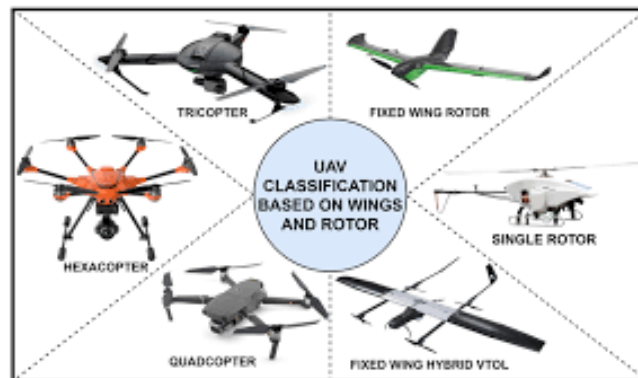 TRICOPTER
FIXED WING ROTOR
UAV
CLASSIFICATION
BASED ON WINGS
AND ROTOR
HEXACOPTER
SINGLE ROTOR
QUADCOPTER
FIXED WING HYBRID VTOL